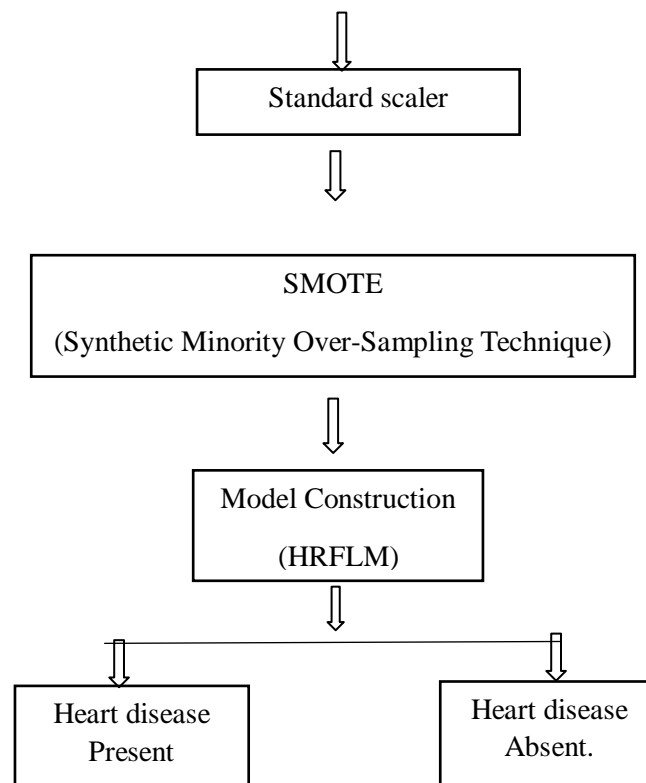 Standard scaler
SMOTE
(Synthetic Minority Over-Sampling Technique)
Model Construction
(HRFLM)
Heart disease
Present
Heart disease
Absent.